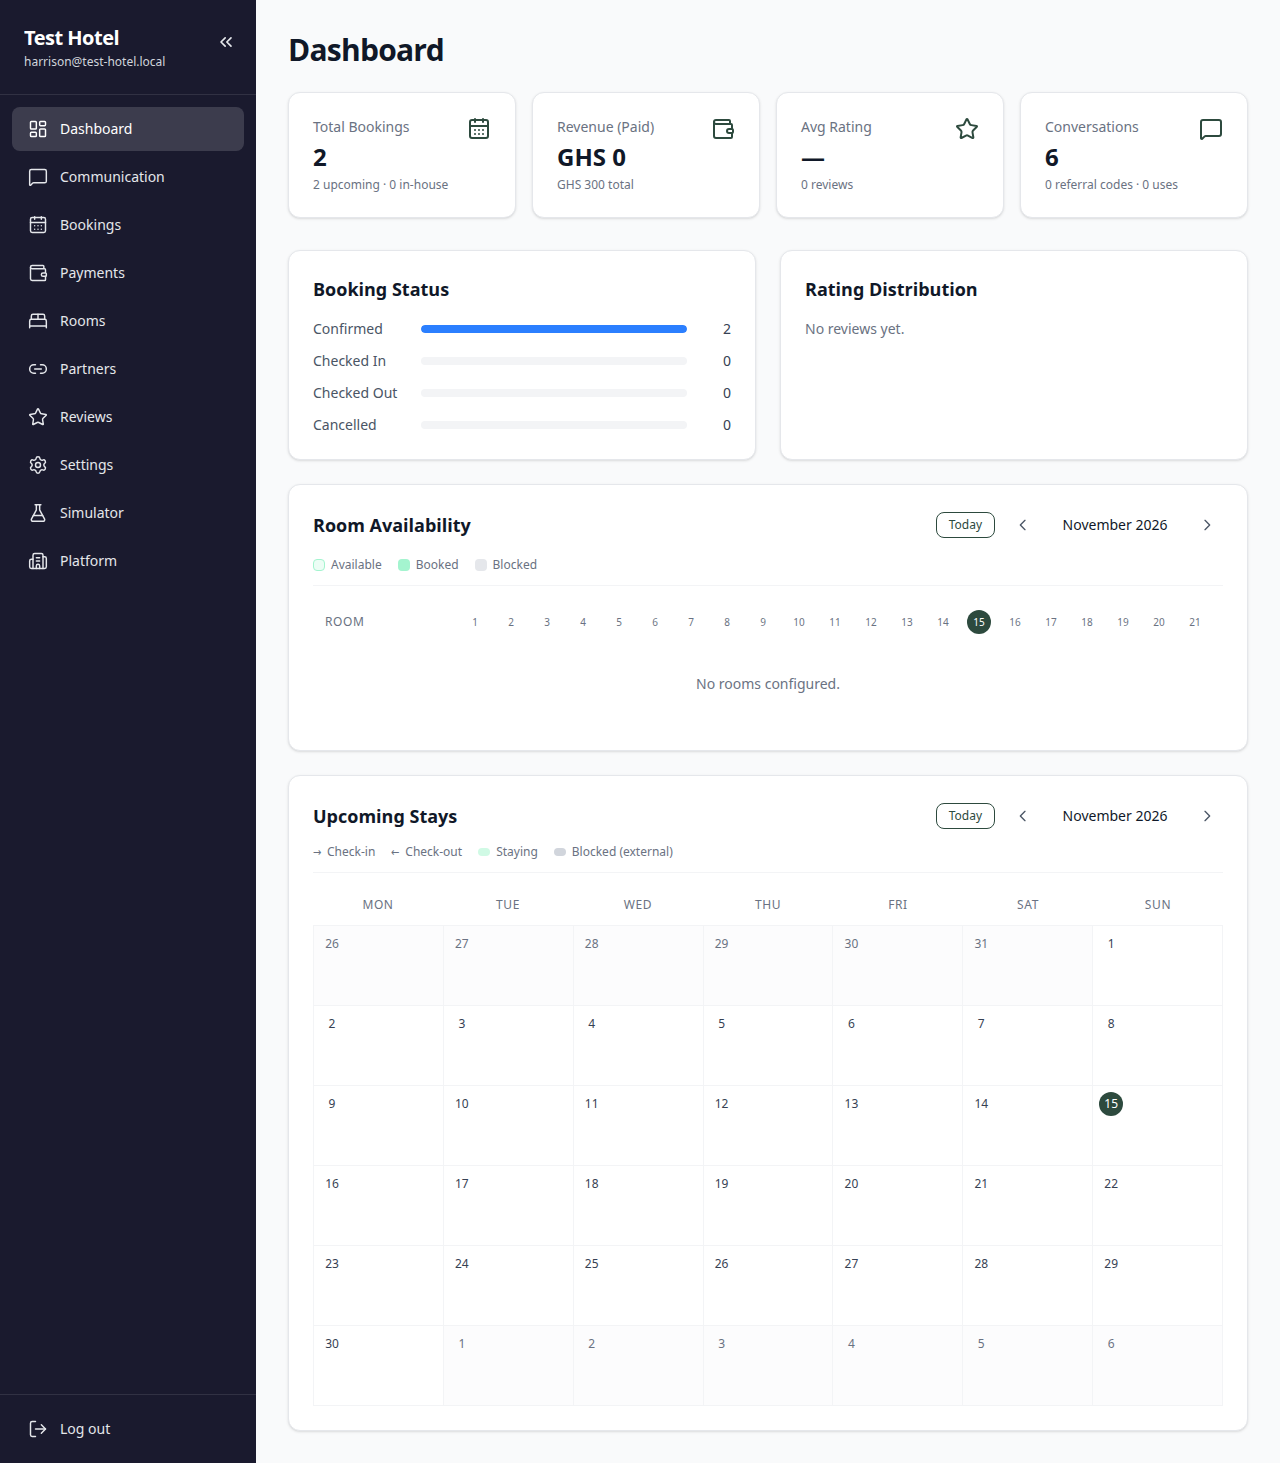 Test Hotel
harrison@test-hotel.local
Dashboard
Communication
Bookings
Payments
Rooms
Partners
Reviews
Settings
Simulator
Platform
Log out
Dashboard
Total Bookings
2
2 upcoming · 0 in-house
Revenue (Paid)
GHS 0
GHS 300 total
Avg Rating
—
0 reviews
Conversations
6
0 referral codes · 0 uses
Booking Status
Confirmed 2
Checked In 0
Checked Out 0
Cancelled 0
Rating Distribution
No reviews yet.
Room Availability
Today November 2026
Available Booked Blocked
ROOM 1 2 3 4 5 6 7 8 9 10 11 12 13 14 15 16 17 18 19 20 21
No rooms configured.
Upcoming Stays
Today November 2026
→ Check-in ← Check-out Staying Blocked (external)
MON TUE WED THU FRI SAT SUN
26 27 28 29 30 31 1
2 3 4 5 6 7 8
9 10 11 12 13 14 15
16 17 18 19 20 21 22
23 24 25 26 27 28 29
30 1 2 3 4 5 6